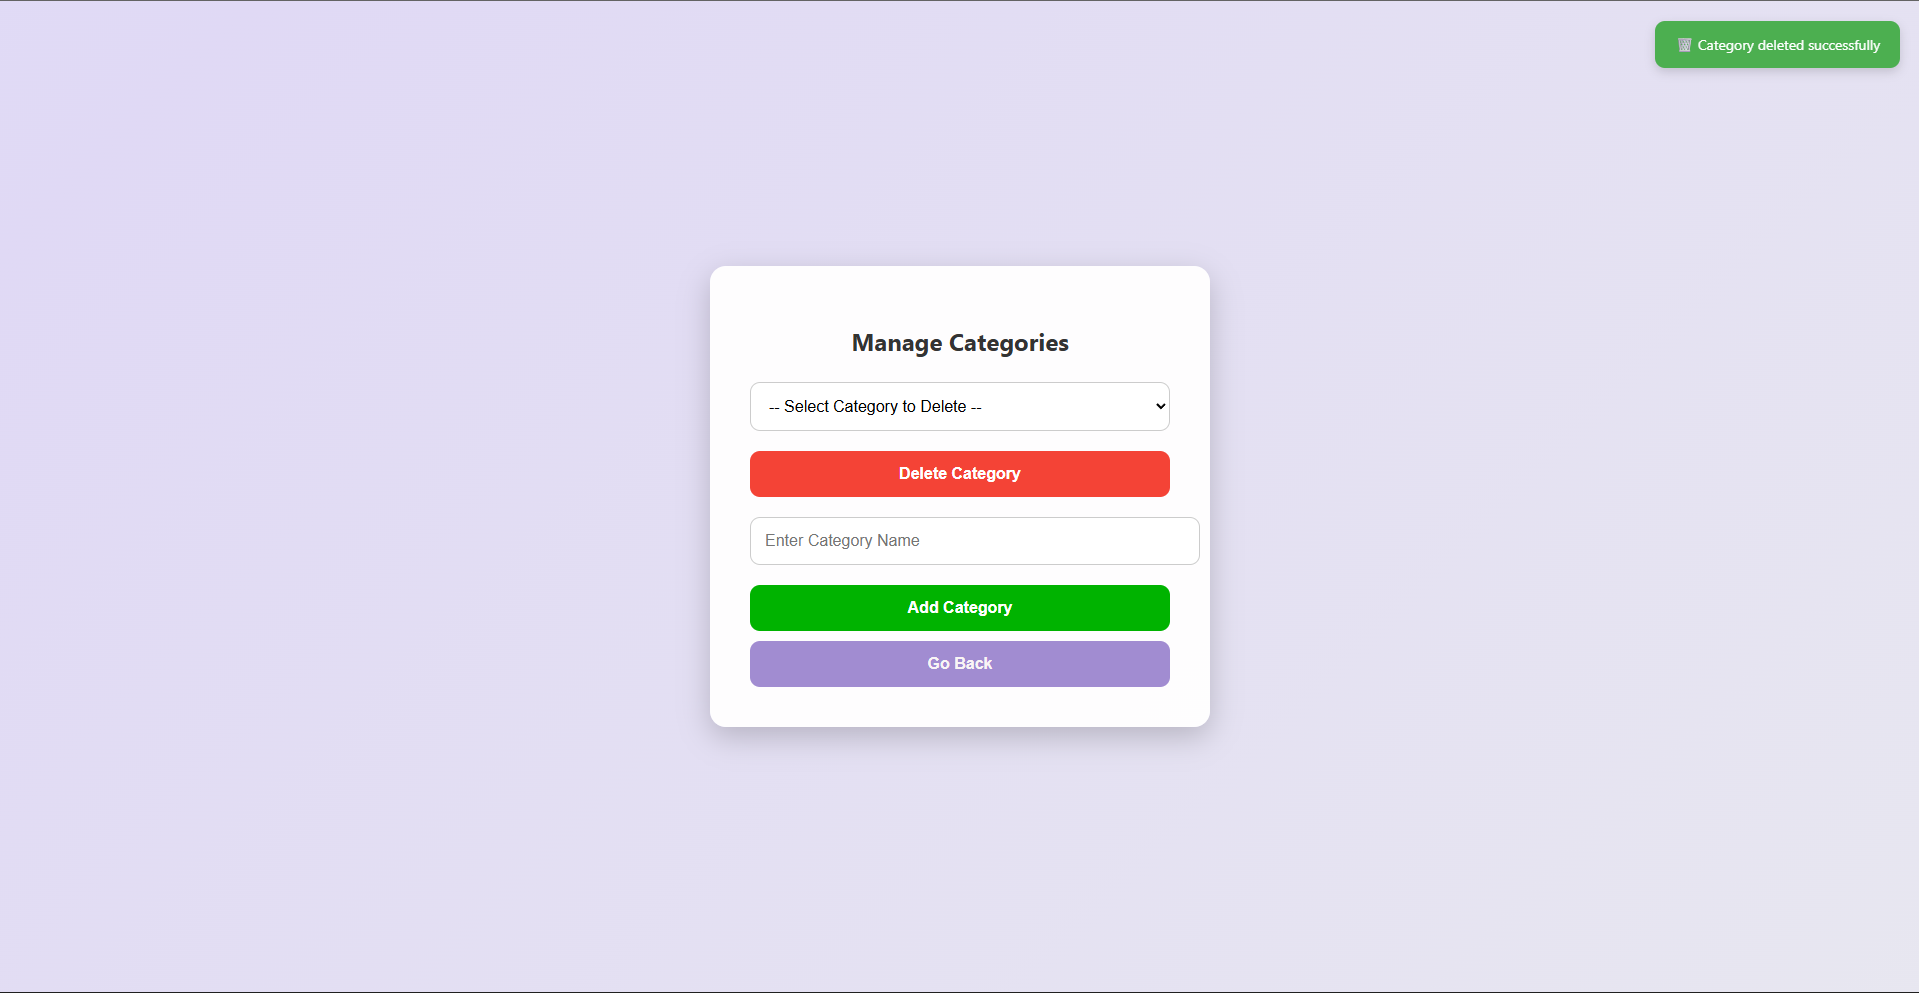 🗑️ Category deleted successfully
Manage Categories
-- Select Category to Delete --
Delete Category
Enter Category Name
Add Category
Go Back